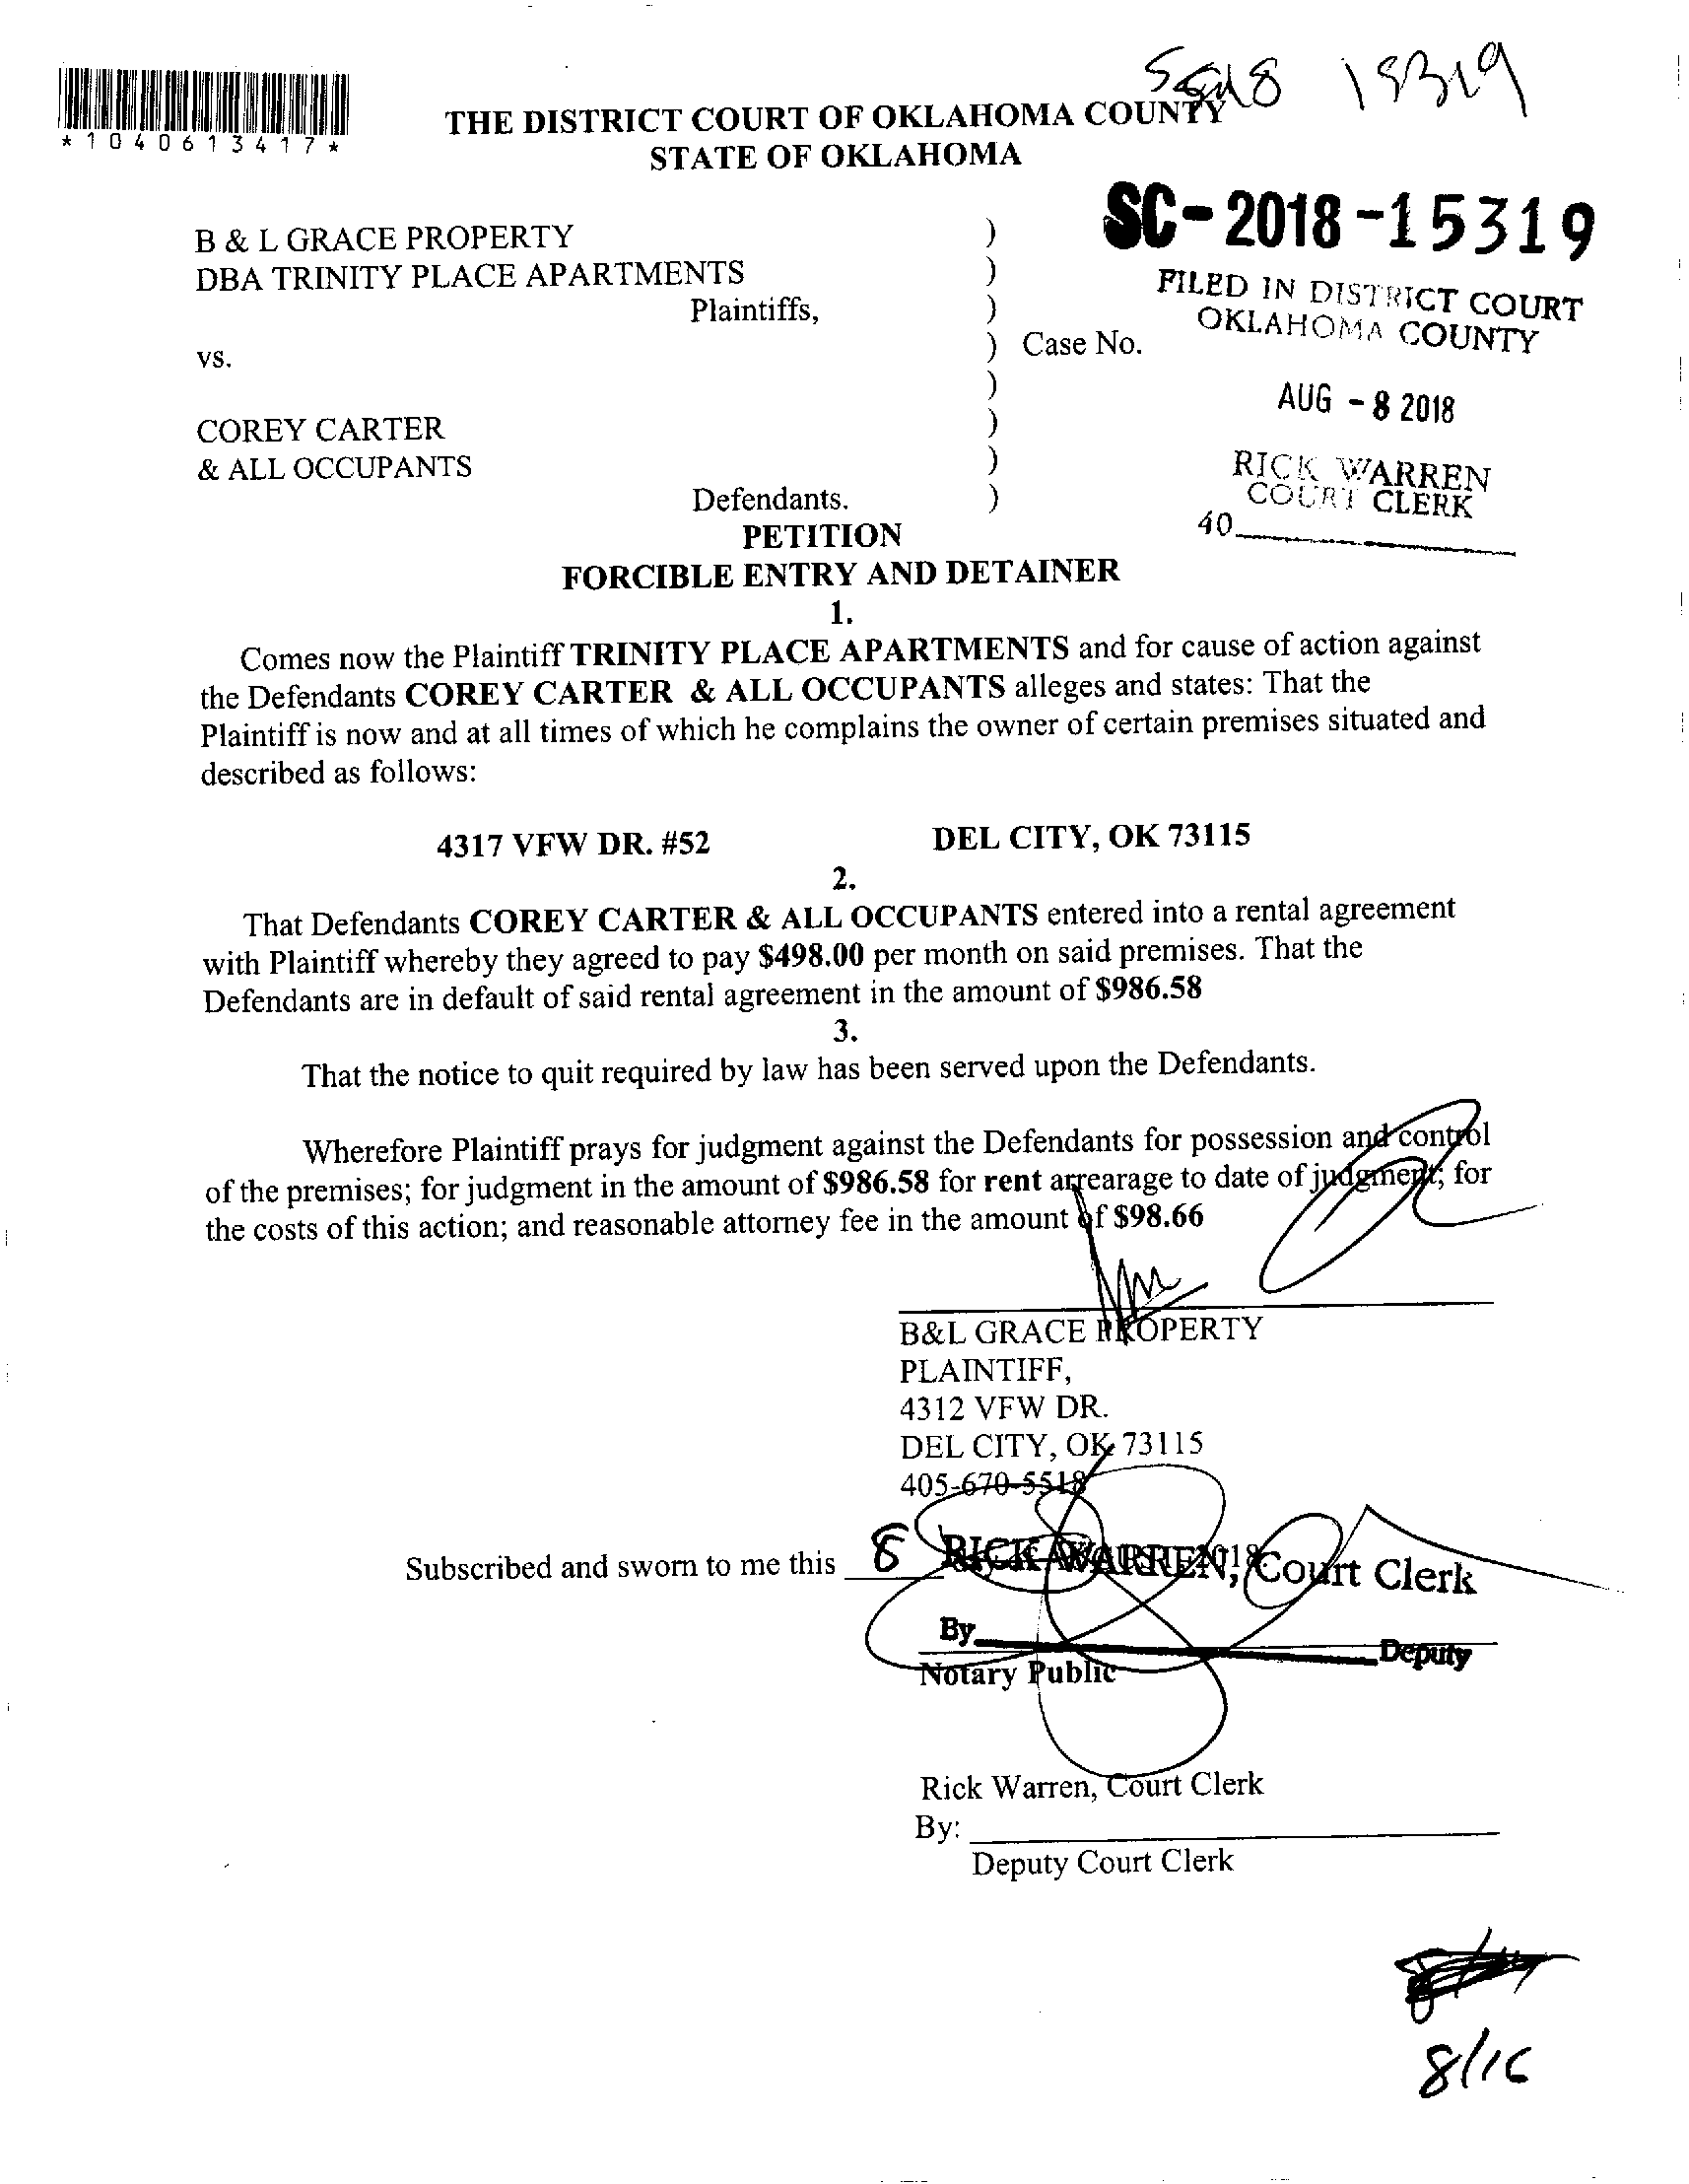 *1040613417*
THE DISTRICT COURT OF OKLAHOMA COUNTY
STATE OF OKLAHOMA
SC-2018-15319
B & L GRACE PROPERTY )
DBA TRINITY PLACE APARTMENTS )
Plaintiffs, )
FILED IN DISTRICT COURT
OKLAHOMA COUNTY
vs. ) Case No.
)
AUG - 8 2018
COREY CARTER )
& ALL OCCUPANTS )
RICK WARREN
COURT CLERK
Defendants. )
40
PETITION
FORCIBLE ENTRY AND DETAINER
1.
Comes now the Plaintiff TRINITY PLACE APARTMENTS and for cause of action against
the Defendants COREY CARTER & ALL OCCUPANTS alleges and states: That the
Plaintiff is now and at all times of which he complains the owner of certain premises situated and
described as follows:
4317 VFW DR. #52 DEL CITY, OK 73115
2.
That Defendants COREY CARTER & ALL OCCUPANTS entered into a rental agreement
with Plaintiff whereby they agreed to pay $498.00 per month on said premises. That the
Defendants are in default of said rental agreement in the amount of $986.58
3.
That the notice to quit required by law has been served upon the Defendants.
Wherefore Plaintiff prays for judgment against the Defendants for possession and control
of the premises; for judgment in the amount of $986.58 for rent arrearage to date of judgment; for
the costs of this action; and reasonable attorney fee in the amount of $98.66
B&L GRACE PROPERTY
PLAINTIFF,
4312 VFW DR.
DEL CITY, OK 73115
405-670-5518
Subscribed and sworn to me this 8
RICK WARREN, Court Clerk
By Deputy
Notary Public
Rick Warren, Court Clerk
By:
Deputy Court Clerk
8/16